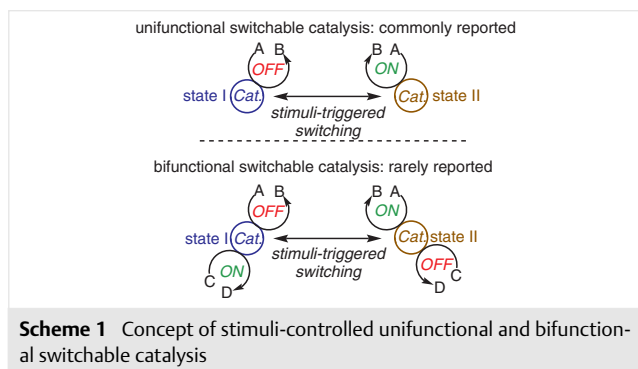 unifunctional switchable catalysis: commonly reported
A B B A
OFF ON
state I Cat. Cat. state II
stimuli-triggered
switching
bifunctional switchable catalysis: rarely reported
A B B A
OFF ON
state I Cat. Cat. state II
stimuli-triggered
switching
ON OFF
C C
D D
Scheme 1 Concept of stimuli-controlled unifunctional and bifunction-
al switchable catalysis